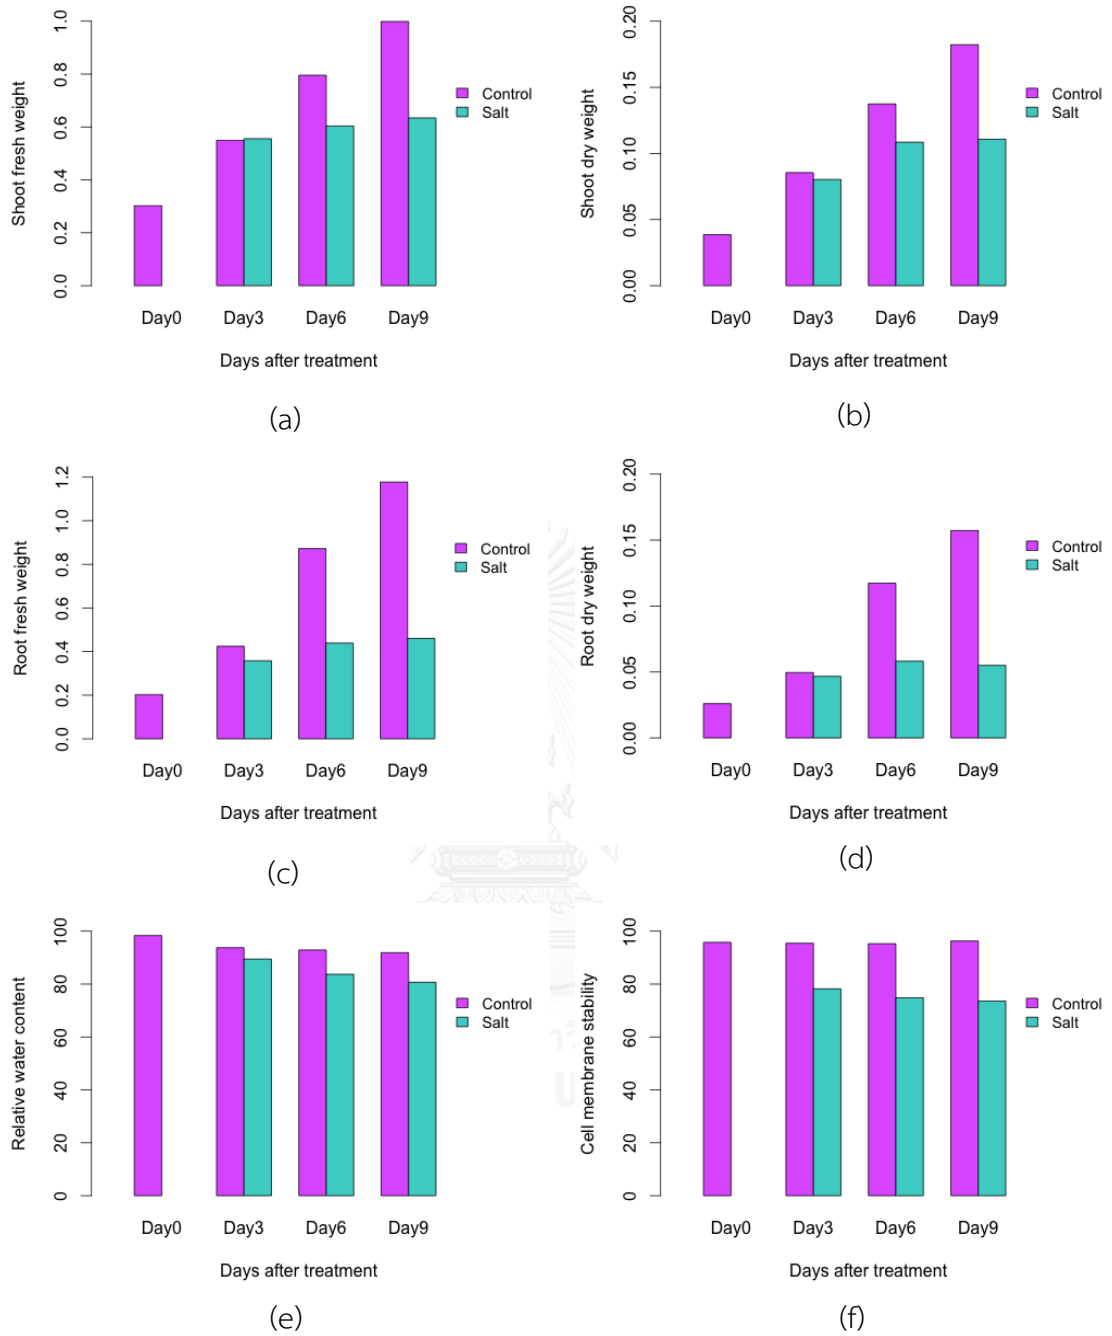 Shoot fresh weight
0.0 0.2 0.4 0.6 0.8 1.0
Control
Salt
Day0 Day3 Day6 Day9
Days after treatment
(a)
Shoot dry weight
0.00 0.05 0.10 0.15 0.20
Control
Salt
Day0 Day3 Day6 Day9
Days after treatment
(b)
Root fresh weight
0.0 0.2 0.4 0.6 0.8 1.0 1.2
Control
Salt
Day0 Day3 Day6 Day9
Days after treatment
(c)
Root dry weight
0.00 0.05 0.10 0.15 0.20
Control
Salt
Day0 Day3 Day6 Day9
Days after treatment
(d)
Relative water content
0 20 40 60 80 100
Control
Salt
Day0 Day3 Day6 Day9
Days after treatment
(e)
Cell membrane stability
0 20 40 60 80 100
Control
Salt
Day0 Day3 Day6 Day9
Days after treatment
(f)